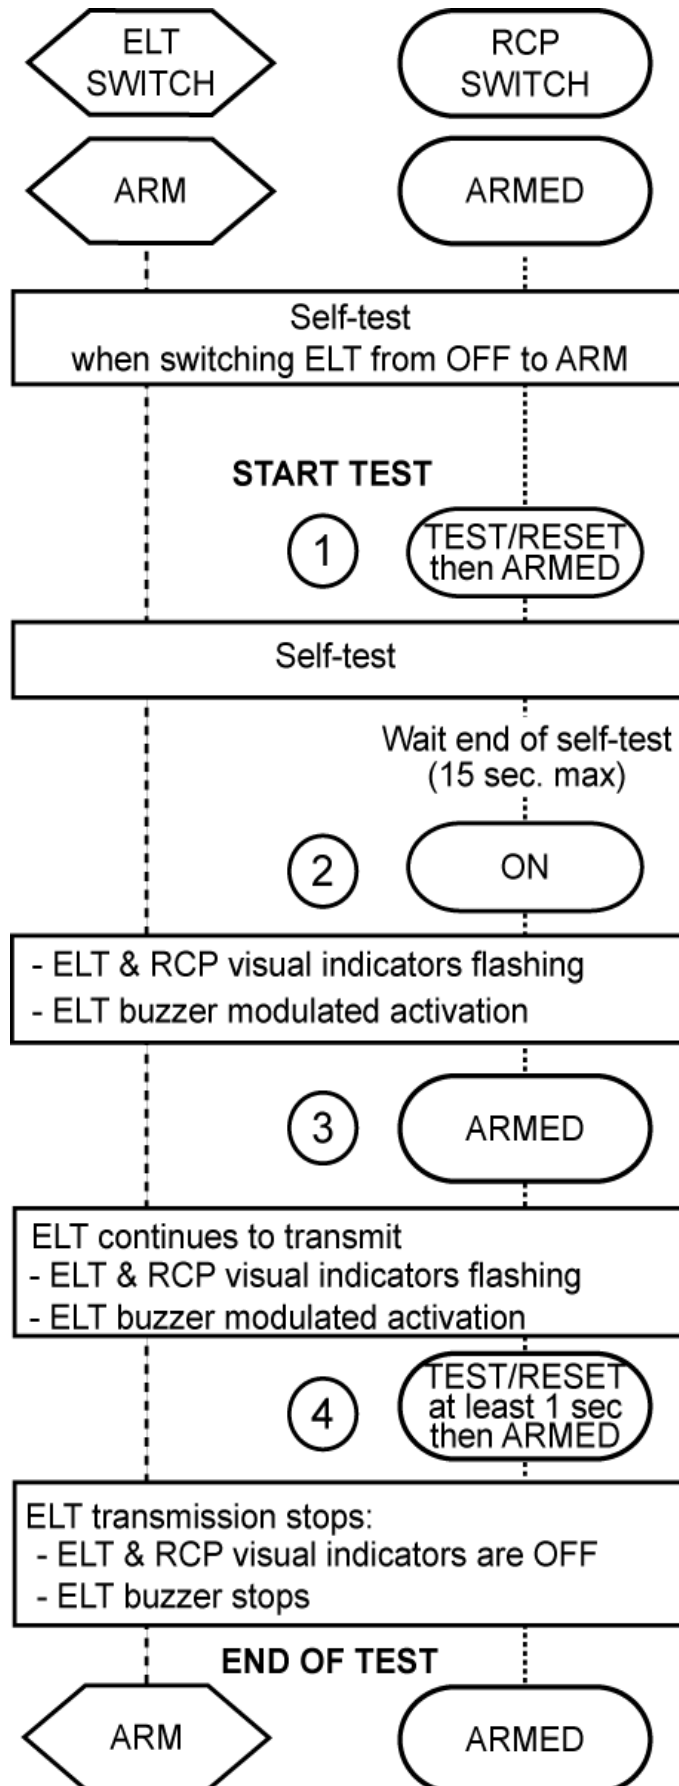 ELT
SWITCH
RCP
SWITCH
ARM
ARMED
Self-test
when switching ELT from OFF to ARM
START TEST
1
TEST/RESET
then ARMED
Self-test
Wait end of self-test
(15 sec. max)
2
ON
- ELT & RCP visual indicators flashing
- ELT buzzer modulated activation
3
ARMED
ELT continues to transmit
- ELT & RCP visual indicators flashing
- ELT buzzer modulated activation
4
TEST/RESET
at least 1 sec
then ARMED
ELT transmission stops:
- ELT & RCP visual indicators are OFF
- ELT buzzer stops
END OF TEST
ARM
ARMED